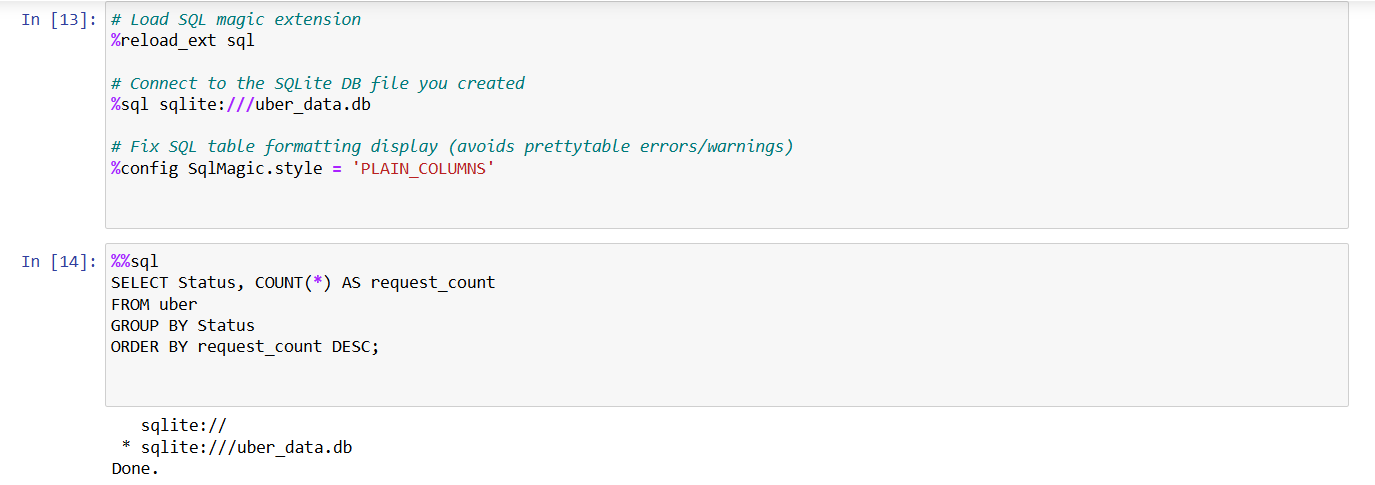 In [13]: # Load SQL magic extension
%reload_ext sql
# Connect to the SQLite DB file you created
%sql sqlite:///uber_data.db
# Fix SQL table formatting display (avoids prettytable errors/warnings)
%config SqlMagic.style = 'PLAIN_COLUMNS'
In [14]: %%sql
SELECT Status, COUNT(*) AS request_count
FROM uber
GROUP BY Status
ORDER BY request_count DESC;
sqlite://
* sqlite:///uber_data.db
Done.